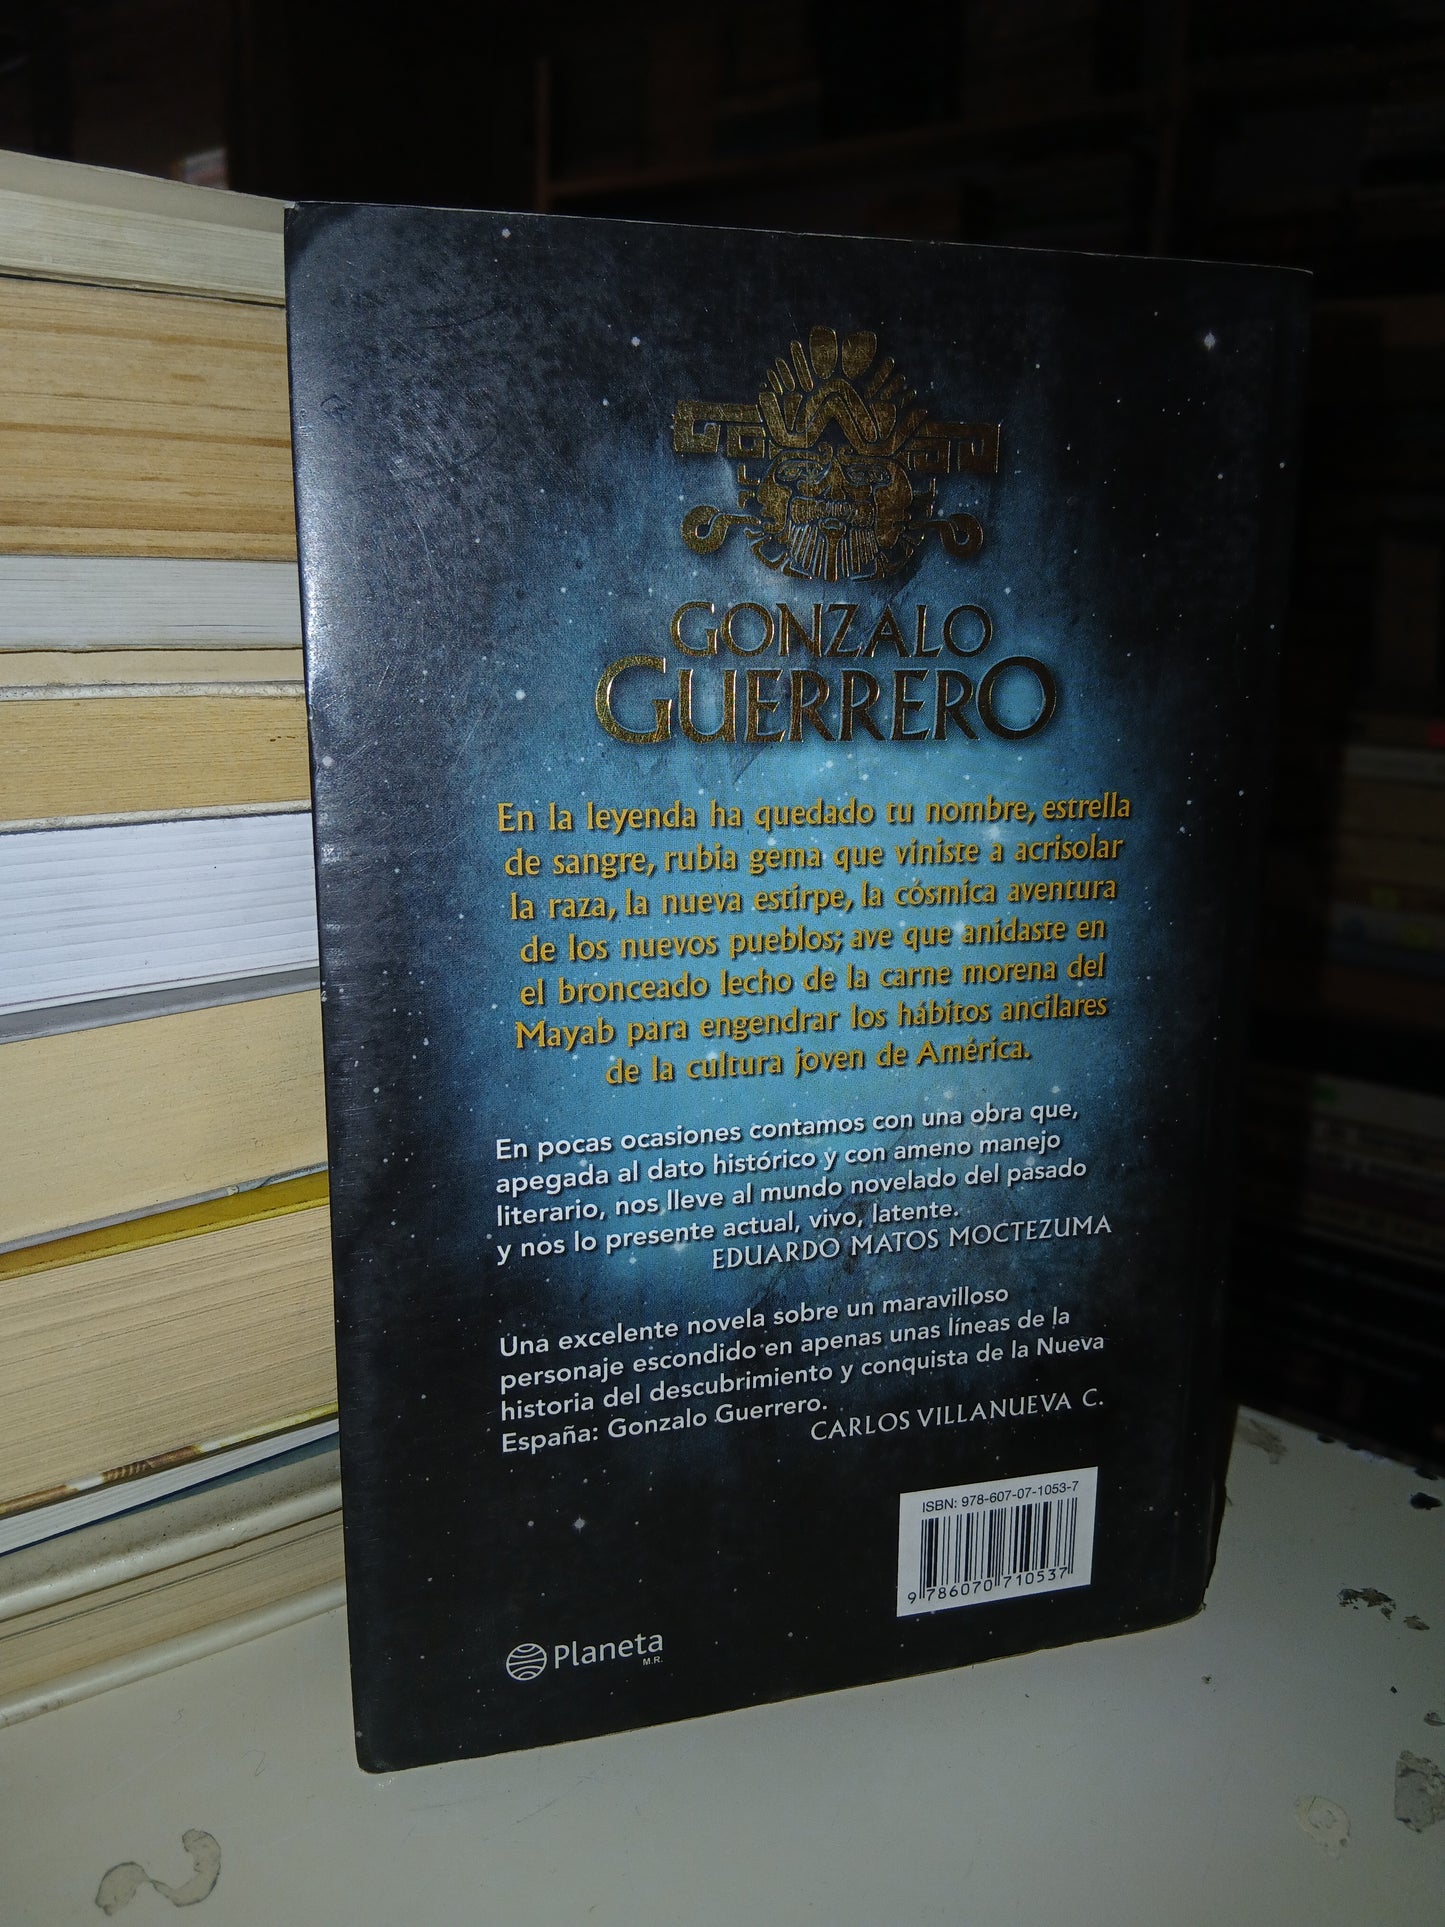 GONZALO
GUERRERO
En la leyenda ha quedado tu nombre, estrella
de sangre, rubia gema que viniste a acrisolar
la raza, la nueva estirpe, la cósmica aventura
de los nuevos pueblos; ave que anidaste en
el bronceado lecho de la carne morena del
Mayab para engendrar los hábitos ancilares
de la cultura joven de América.
En pocas ocasiones contamos con una obra que,
apegada al dato histórico y con ameno manejo
literario, nos lleve al mundo novelado del pasado
y nos lo presente actual, vivo, latente.
EDUARDO MATOS MOCTEZUMA
Una excelente novela sobre un maravilloso
personaje escondido en apenas unas líneas de la
historia del descubrimiento y conquista de la Nueva
España: Gonzalo Guerrero.
CARLOS VILLANUEVA C.
ISBN: 978-607-07-1053-7
9 786070 710537
Planeta
M.R.